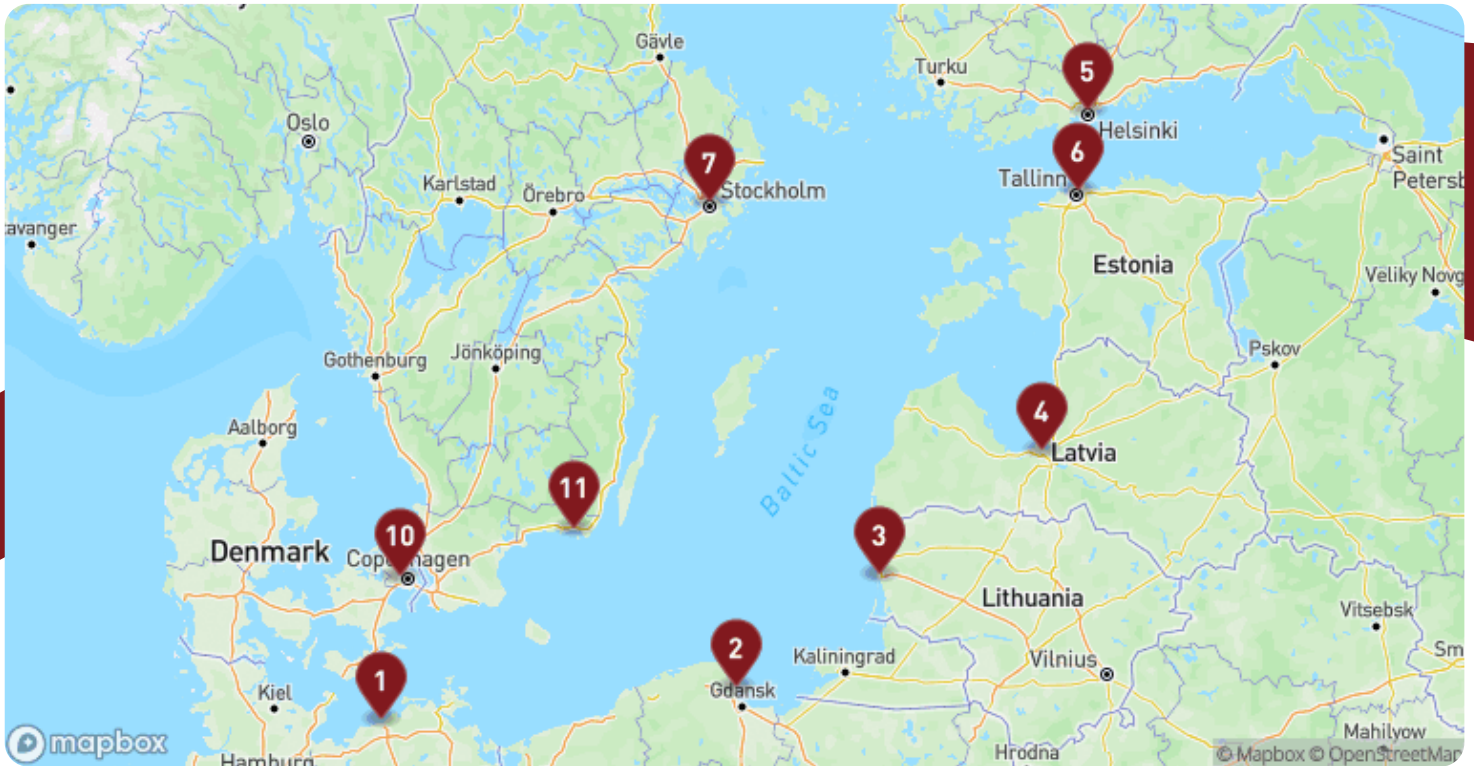 Gävle
Turku
5
Oslo
Helsinki
6
Saint
Petersb
7
Karlstad
Örebro
Stockholm
Tallinn
avanger
Estonia
Veliky Novg
Gothenburg
Jönköping
Pskov
Baltic Sea
Aalborg
4
Latvia
11
10
3
Denmark
Copenhagen
Lithuania
Vitsebsk
2
Kaliningrad
Vilnius
Sm
1
Kiel
Gdansk
mapbox
Mahilyow
Hrodna
© Mapbox © OpenStreetMap
Hamburg